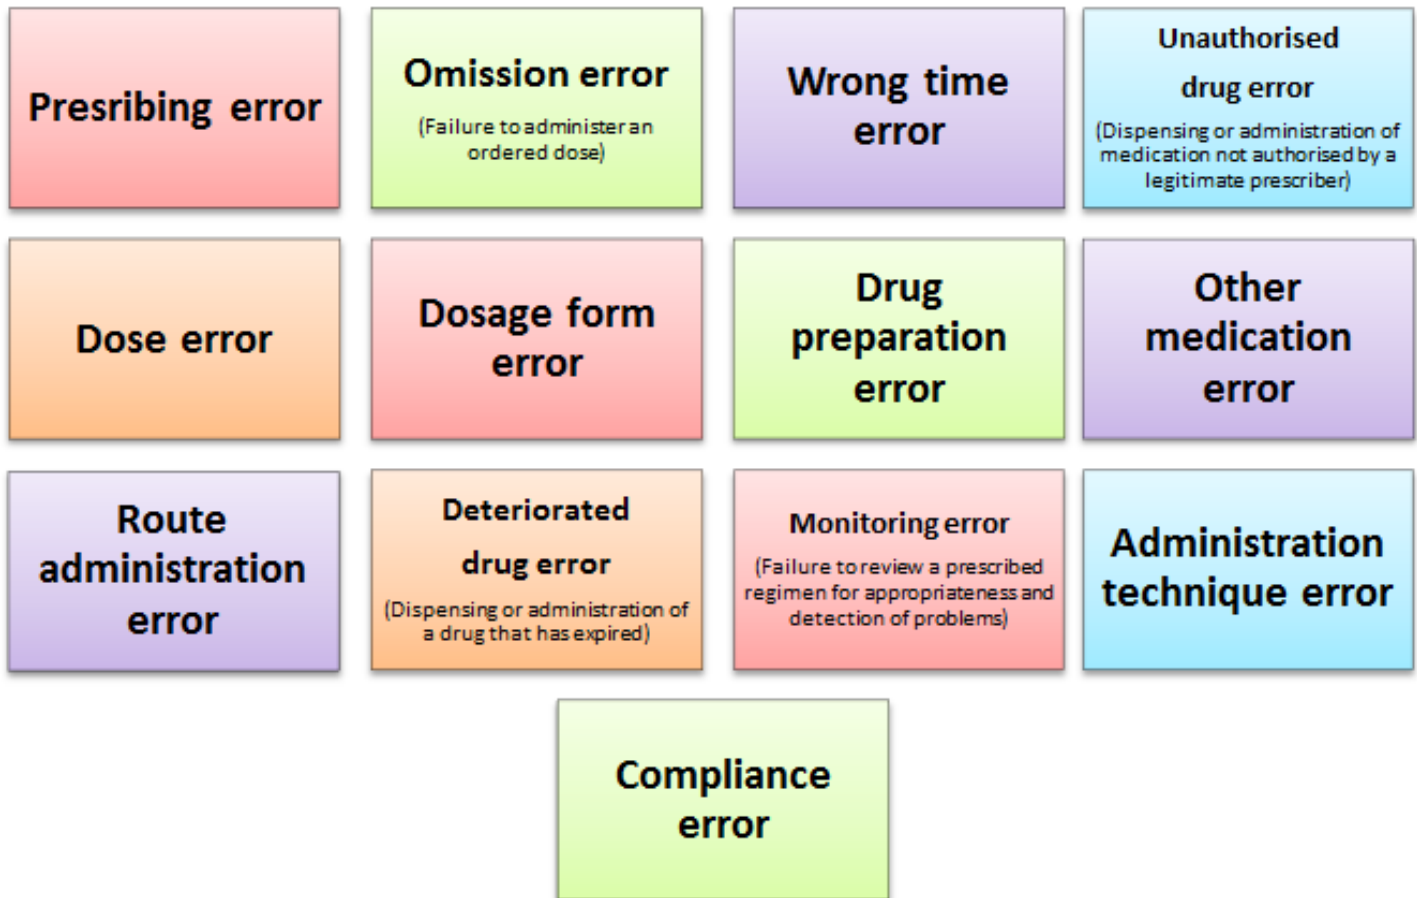 Presribing error
Omission error
(Failure to administer an
ordered dose)
Wrong time
error
Unauthorised
drug error
(Dispensing or administration of
medication not authorised by a
legitimate prescriber)
Dose error
Dosage form
error
Drug
preparation
error
Other
medication
error
Route
administration
error
Deteriorated
drug error
(Dispensing or administration of
a drug that has expired)
Monitoring error
(Failure to review a prescribed
regimen for appropriateness and
detection of problems)
Administration
technique error
Compliance
error